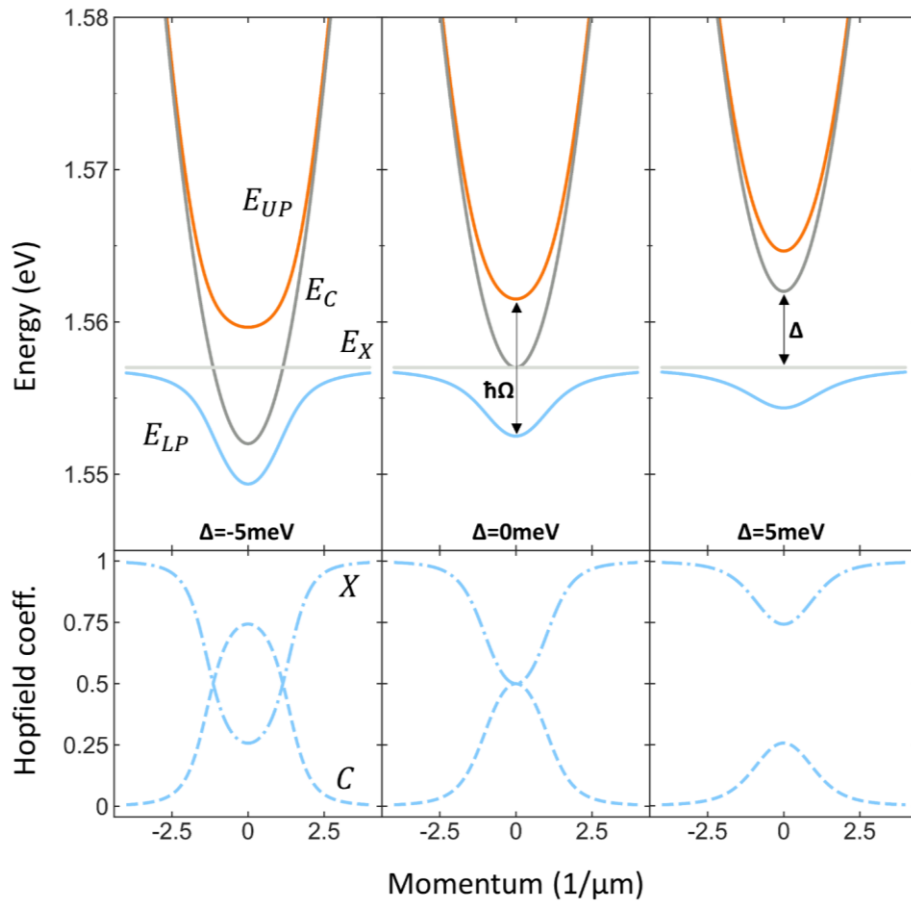 1.58
1.57
1.56
1.55
Energy (eV)
E_UP
E_C
E_X
E_LP
ħΩ
Δ
Δ=-5meV
Δ=0meV
Δ=5meV
1
0.75
0.5
0.25
0
Hopfield coeff.
X
C
-2.5 0 2.5 -2.5 0 2.5 -2.5 0 2.5
Momentum (1/μm)